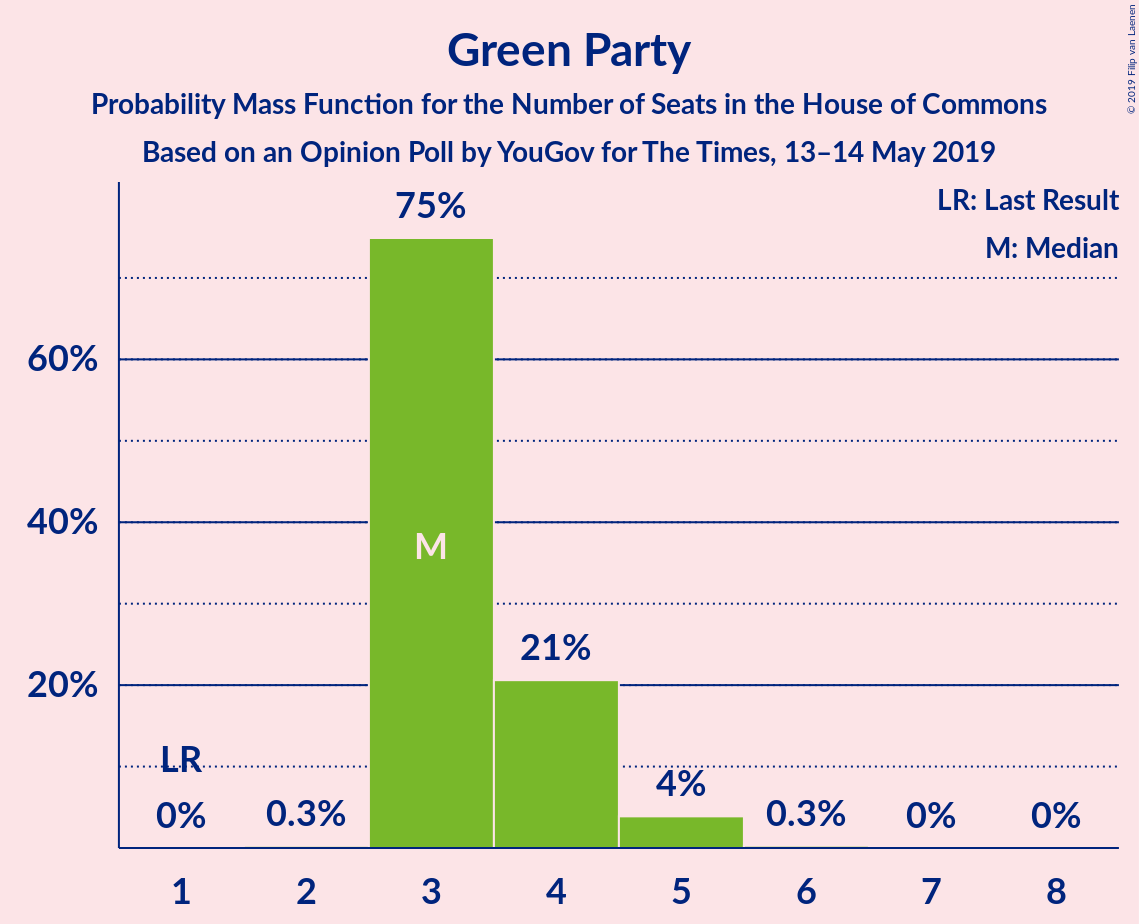 Green Party
Probability Mass Function for the Number of Seats in the House of Commons
Based on an Opinion Poll by YouGov for The Times, 13–14 May 2019
© 2019 Filip van Laenen
LR: Last Result
M: Median
75%
60%
40%
M
21%
20%
LR
4%
0%
0.3%
0.3%
0%
0%
1 2 3 4 5 6 7 8